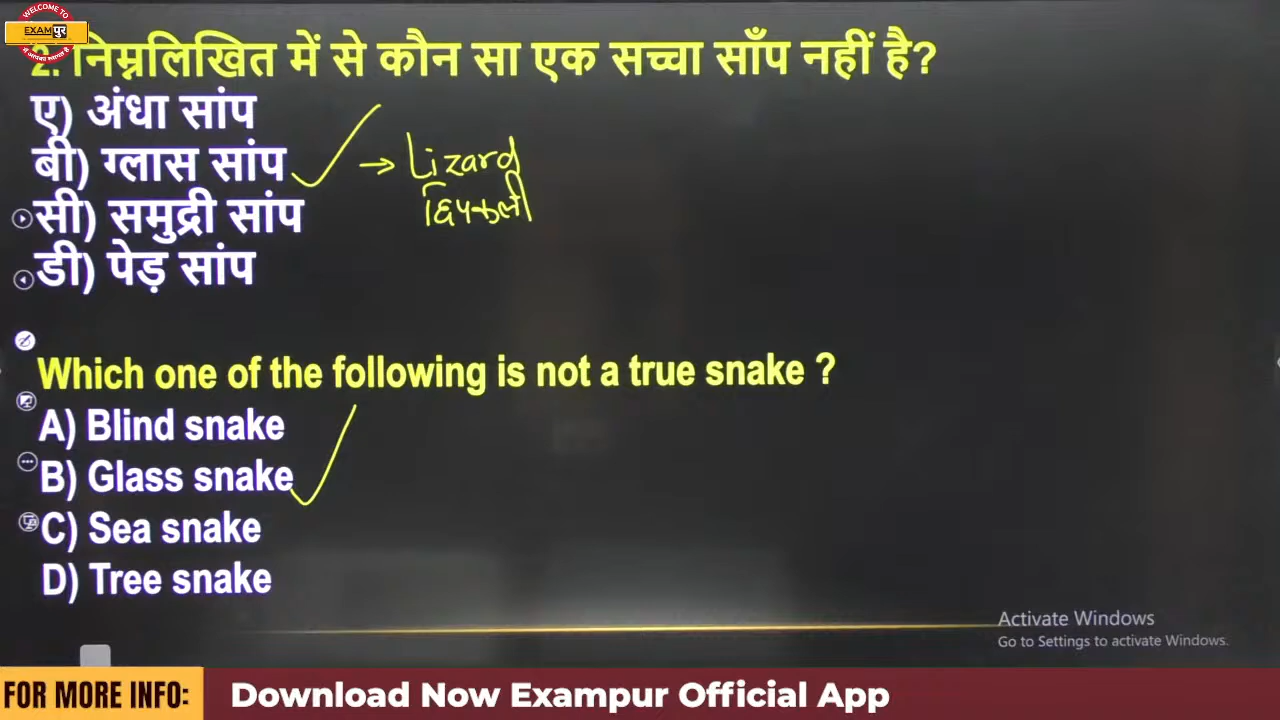 WELCOME TO
EXAMपुर
2. निम्नलिखित में से कौन सा एक सच्चा साँप नहीं है?
ए) अंधा सांप
बी) ग्लास सांप → Lizard
छिपकली
सी) समुद्री सांप
डी) पेड़ सांप
Which one of the following is not a true snake ?
A) Blind snake
B) Glass snake
C) Sea snake
D) Tree snake
Activate Windows
Go to Settings to activate Windows.
FOR MORE INFO: Download Now Exampur Official App